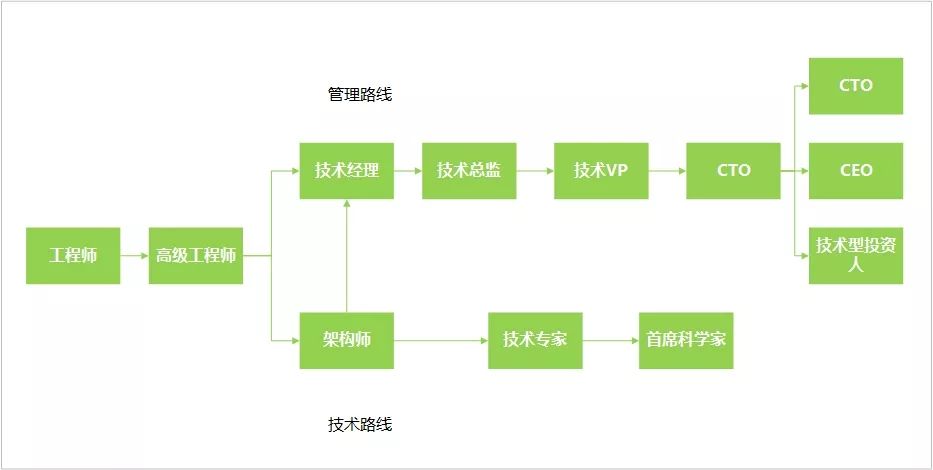 管理路线
CTO
技术经理
技术总监
技术VP
CTO
CEO
工程师
高级工程师
技术型投资
人
架构师
技术专家
首席科学家
技术路线